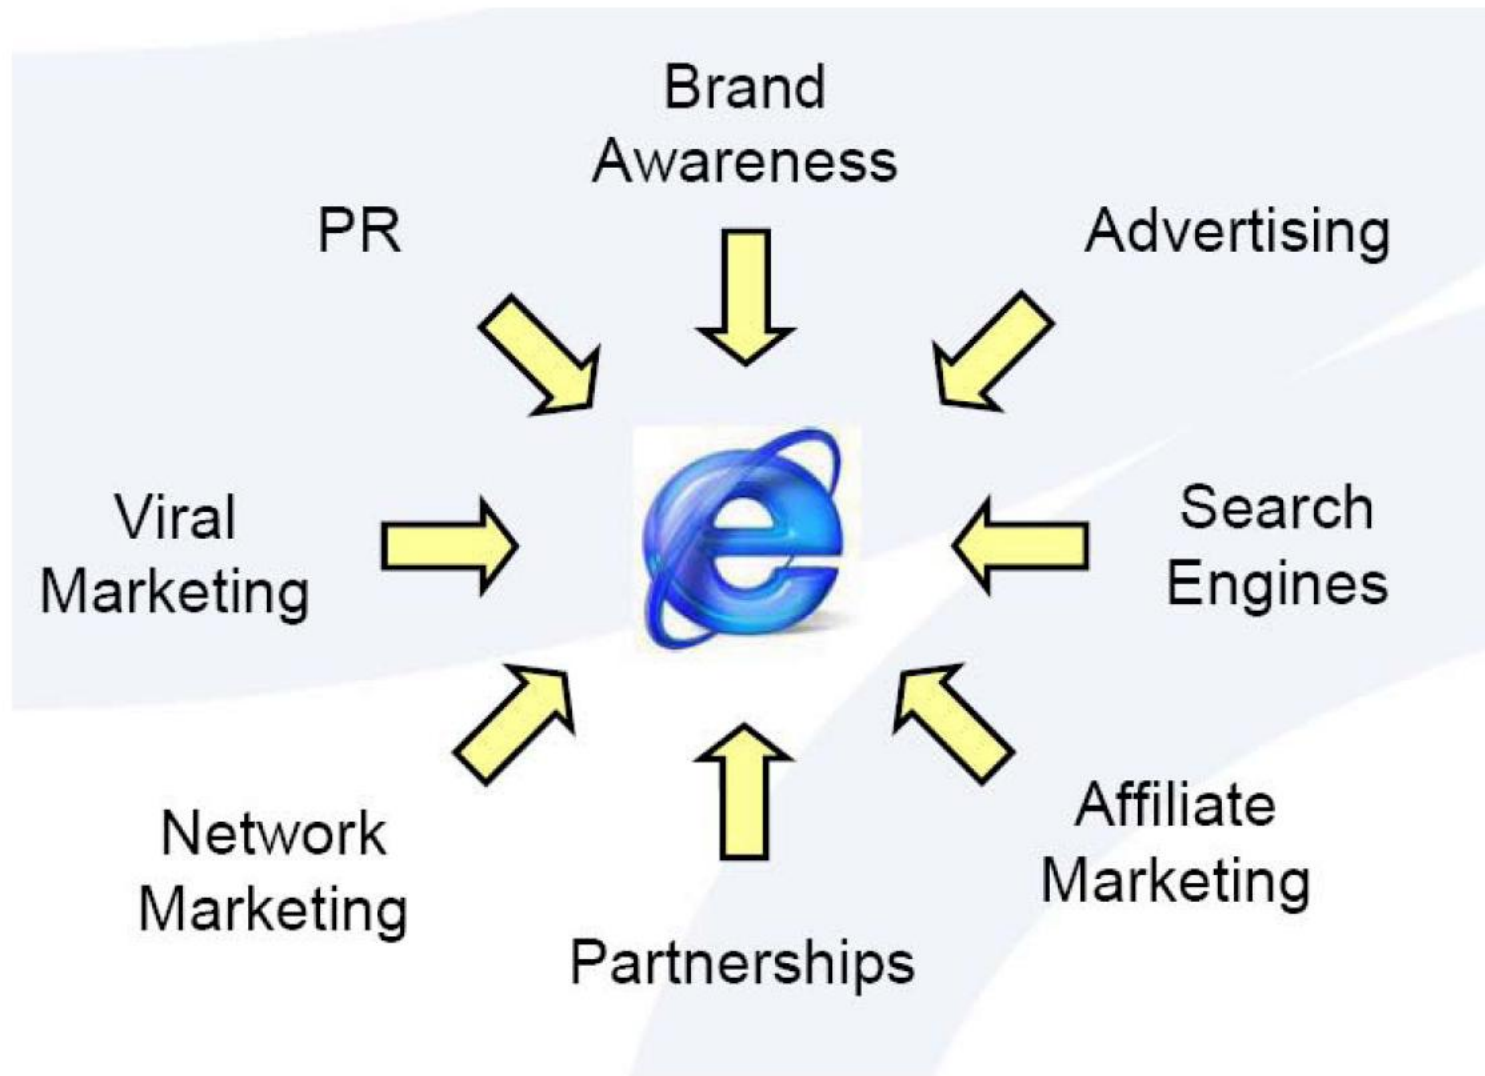 Brand
Awareness
PR
Advertising
Viral
Marketing
Search
Engines
Network
Marketing
Affiliate
Marketing
Partnerships